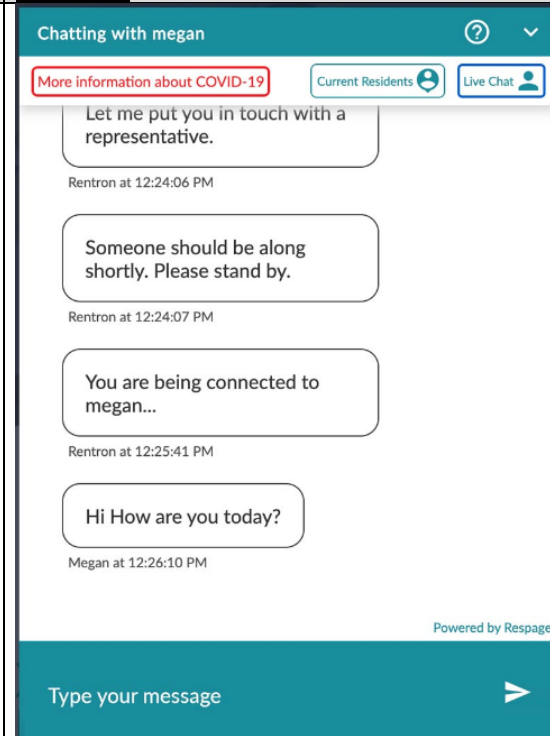 Chatting with megan
More information about COVID-19 Current Residents Live Chat
Let me put you in touch with a
representative.
Rentron at 12:24:06 PM
Someone should be along
shortly. Please stand by.
Rentron at 12:24:07 PM
You are being connected to
megan...
Rentron at 12:25:41 PM
Hi How are you today?
Megan at 12:26:10 PM
Powered by Respage
Type your message